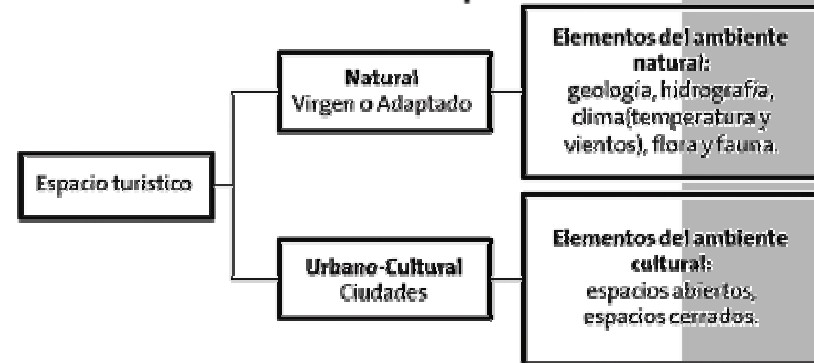 Espacio turistico
Natural
Virgen o Adaptado
Urbano-Cultural
Ciudades
Elementos del ambiente
natural:
geología, hidrografía,
clima(temperatura y
vientos), flora y fauna.
Elementos del ambiente
cultural:
espacios abiertos,
espacios cerrados.